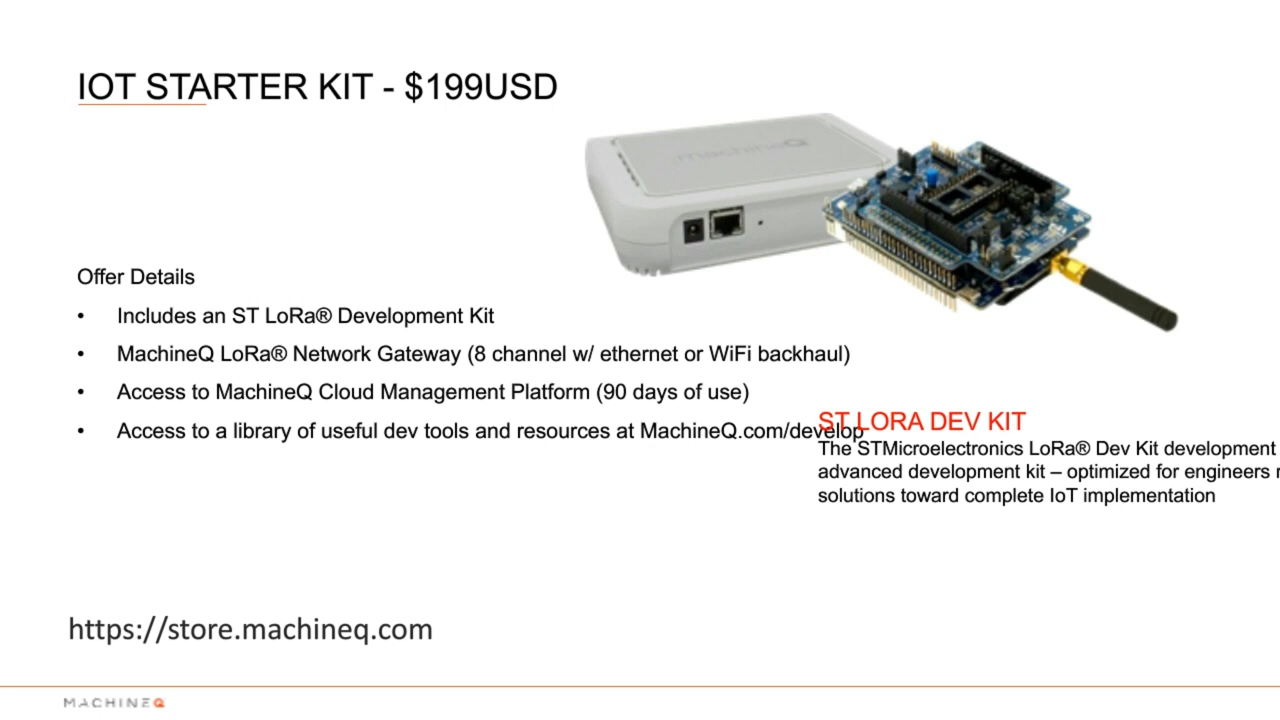 IOT STARTER KIT - $199USD
machineQ
Offer Details
• Includes an ST LoRa® Development Kit
• MachineQ LoRa® Network Gateway (8 channel w/ ethernet or WiFi backhaul)
• Access to MachineQ Cloud Management Platform (90 days of use)
• Access to a library of useful dev tools and resources at MachineQ.com/develop
ST LORA DEV KIT
The STMicroelectronics LoRa® Dev Kit development
advanced development kit – optimized for engineers
solutions toward complete IoT implementation
https://store.machineq.com
MACHINEQ